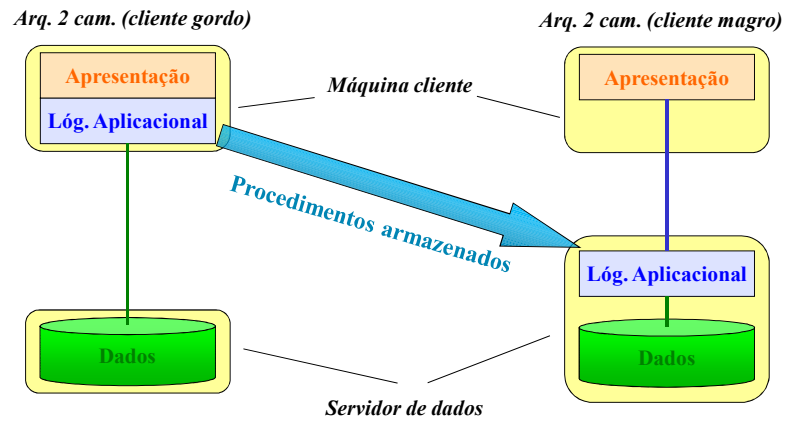 Arq. 2 cam. (cliente gordo)
Arq. 2 cam. (cliente magro)
Apresentação
Lóg. Aplicacional
Máquina cliente
Apresentação
Procedimentos armazenados
Lóg. Aplicacional
Dados
Dados
Servidor de dados